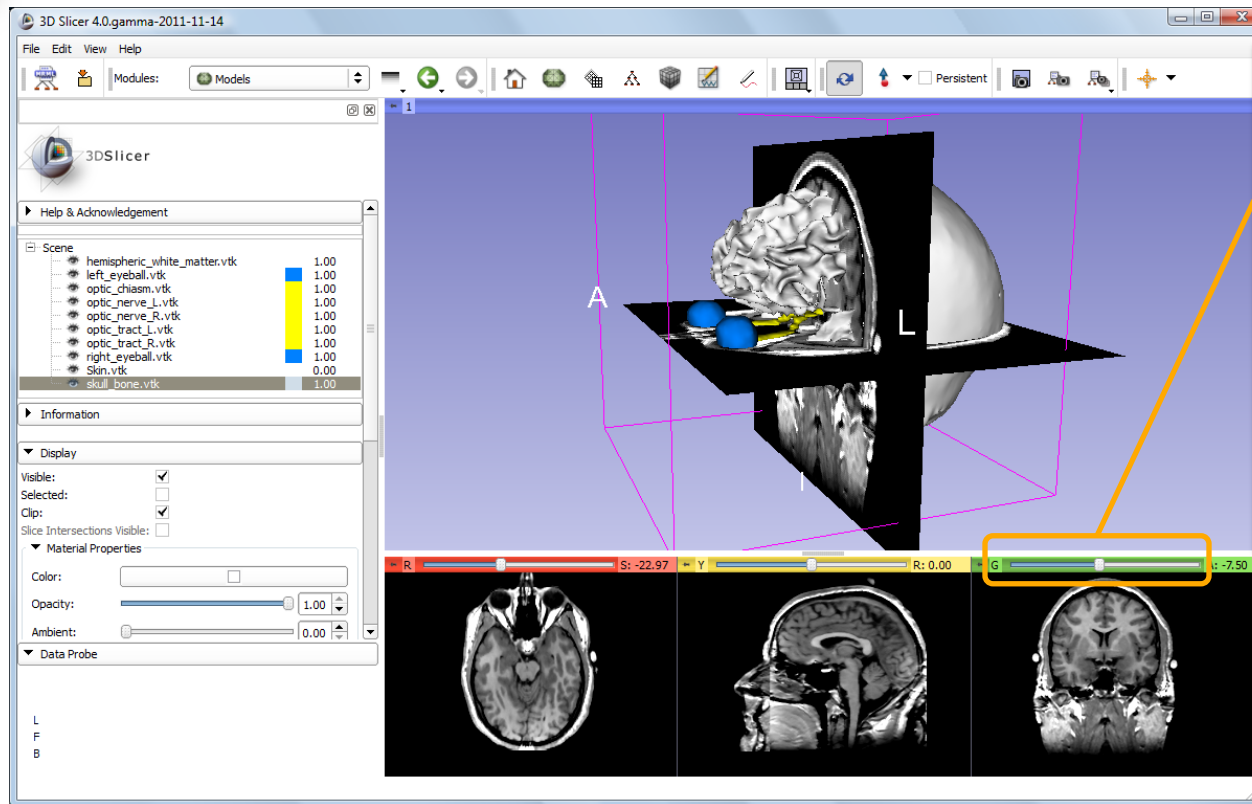 3D Slicer 4.0.gamma-2011-11-14
File Edit View Help
Modules: Models Persistent
1
3DSlicer
Help & Acknowledgement
Scene
hemispheric_white_matter.vtk 1.00
left_eyeball.vtk 1.00
optic_chiasm.vtk 1.00
optic_nerve_L.vtk 1.00
optic_nerve_R.vtk 1.00
optic_tract_L.vtk 1.00
optic_tract_R.vtk 1.00
right_eyeball.vtk 1.00
Skin.vtk 0.00
skull_bone.vtk 1.00
Information
Display
Visible:
Selected:
Clip:
Slice Intersections Visible:
Material Properties
Color:
Opacity: 1.00
Ambient: 0.00
Data Probe
L
F
B
A
L
I
R S: -22.97
Y R: 0.00
G A: -7.50